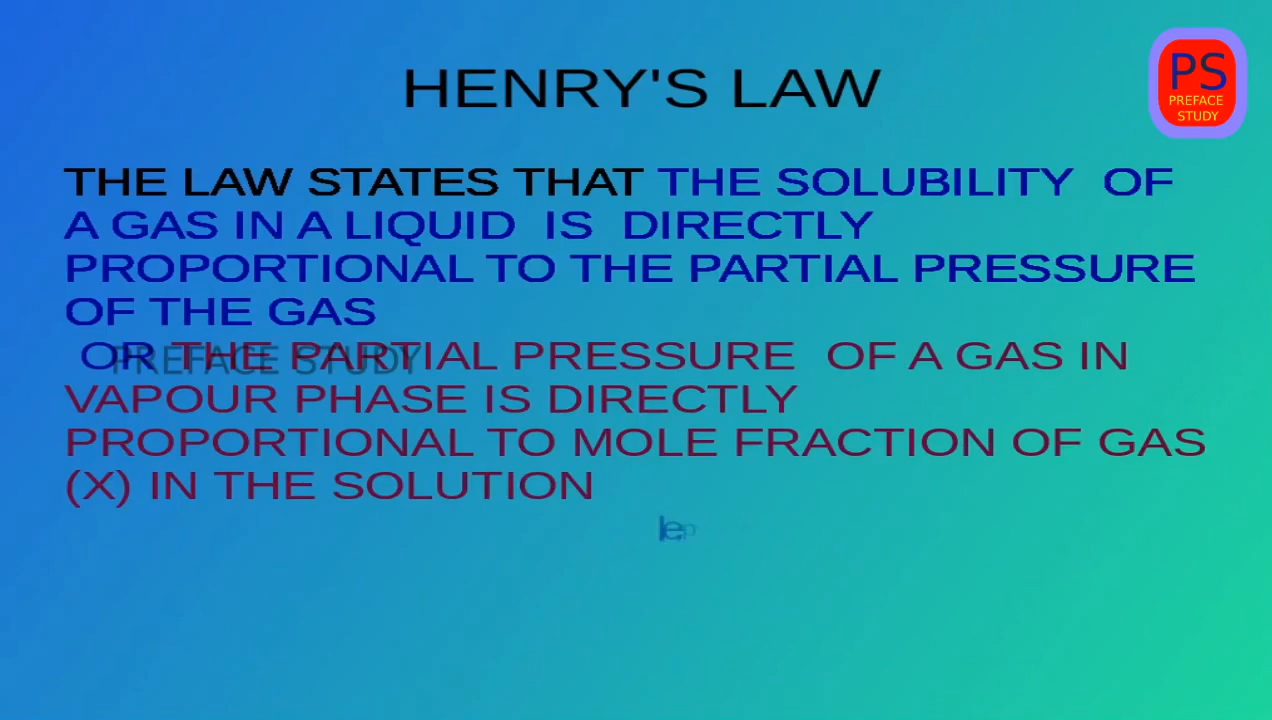 HENRY'S LAW
PS
PREFACE
STUDY
THE LAW STATES THAT THE SOLUBILITY OF
A GAS IN A LIQUID IS DIRECTLY
PROPORTIONAL TO THE PARTIAL PRESSURE
OF THE GAS
OR THE PARTIAL PRESSURE OF A GAS IN
PREFACE STUDY
VAPOUR PHASE IS DIRECTLY
PROPORTIONAL TO MOLE FRACTION OF GAS
(X) IN THE SOLUTION